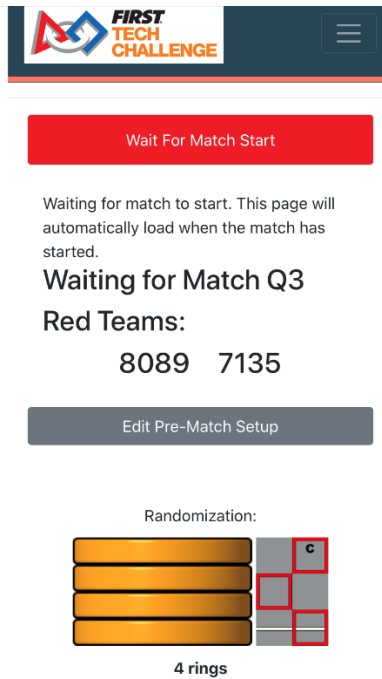 FIRST
TECH
CHALLENGE
Wait For Match Start
Waiting for match to start. This page will
automatically load when the match has
started.
Waiting for Match Q3
Red Teams:
8089 7135
Edit Pre-Match Setup
Randomization:
C
4 rings